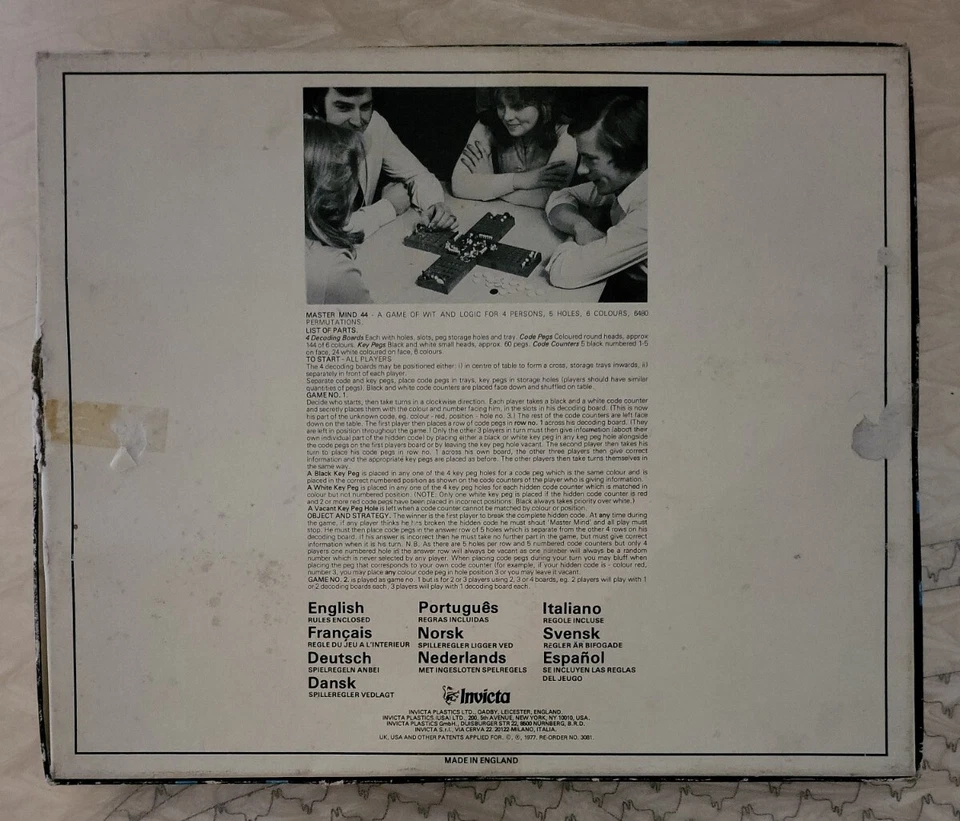 MASTER MIND 44 - A GAME OF WIT AND LOGIC FOR 4 PERSONS, 5 HOLES, 6 COLOURS, 6480
PERMUTATIONS.
LIST OF PARTS.
4 Decoding Boards Each with holes, slots, peg storage holes and tray. Code Pegs Coloured round heads, approx
144 of 6 colours. Key Pegs Black and white small heads, approx. 60 pegs. Code Counters 5 black numbered 1-5
on face, 24 white coloured on face, 6 colours.
TO START - ALL PLAYERS
The 4 decoding boards may be positioned either: i) in centre of table to form a cross, storage trays inwards, ii)
separately in front of each player.
Separate code and key pegs, place code pegs in trays, key pegs in storage holes (players should have similar
quantities of pegs). Black and white code counters are placed face down and shuffled on table.
GAME NO. 1.
Decide who starts, then take turns in a clockwise direction. Each player takes a black and a white code counter
and secretly places them with the colour and number facing him, in the slots in his decoding board. (This is now
his part of the unknown code, eg. colour - red, position - hole no. 3.) The rest of the code counters are left face
down on the table. The first player then places a row of code pegs in row no. 1 across his decoding board. (They
are left in position throughout the game.) Only the other 3 players in turn must then give information (about their
own individual part of the hidden code) by placing either a black or white key peg in any key peg hole alongside
the code pegs on the first players board or by leaving the key peg hole vacant. The second player then takes his
turn to place his code pegs in row no. 1 across his own board, the other three players then give correct
information and the appropriate key pegs are placed as before. The other players then take turns themselves in
the same way.
A Black Key Peg is placed in any one of the 4 key peg holes for a code peg which is the same colour and is
placed in the correct numbered position as shown on the code counters of the player who is giving information.
A White Key Peg is placed in any one of the 4 key peg holes for each hidden code counter which is matched in
colour but not numbered position. (NOTE: Only one white key peg is placed if the hidden code counter is red
and 2 or more red code pegs have been placed in incorrect positions. Black always takes priority over white.)
A Vacant Key Peg Hole is left when a code counter cannot be matched by colour or position.
OBJECT AND STRATEGY. The winner is the first player to break the complete hidden code. At any time during
the game, if any player thinks he has broken the hidden code he must shout 'Master Mind' and all play must
stop. He must then place code pegs in the answer row of 5 holes which is separate from the other 4 rows on his
decoding board. If his answer is incorrect then he must take no further part in the game, but must give correct
information when it is his turn. N.B. As there are 5 holes per row and 5 numbered code counters but only 4
players one numbered hole in the answer row will always be vacant as one number will always be a random
number which is never selected by any player. When placing code pegs during your turn you may bluff when
placing the peg that corresponds to your own code counter (for example, if your hidden code is - colour red,
number 3, you may place any colour code peg in hole position 3 or you may leave it vacant.
GAME NO. 2. is played as game no. 1 but is for 2 or 3 players using 2, 3 or 4 boards, eg. 2 players will play with 1
or 2 decoding boards each, 3 players will play with 1 decoding board each.
English
RULES ENCLOSED
Français
REGLE DU JEU A L'INTERIEUR
Deutsch
SPIELREGELN ANBEI
Dansk
SPILLEREGLER VEDLAGT
Português
REGRAS INCLUIDAS
Norsk
SPILLEREGLER LIGGER VED
Nederlands
MET INGESLOTEN SPELREGELS
Italiano
REGOLE INCLUSE
Svensk
REGLER ÄR BIFOGADE
Español
SE INCLUYEN LAS REGLAS
DEL JEUGO
Invicta
INVICTA PLASTICS LTD., OADBY, LEICESTER, ENGLAND.
INVICTA PLASTICS (USA) LTD., 200, 5th AVENUE, NEW YORK, NY 10010, USA.
INVICTA PLASTICS GmbH., DUISBURGER STR 22, 8500 NÜRNBERG, B.R.D.
INVICTA S.r.l., VIA CERVA 22. 20122 MILANO, ITALIA.
UK, USA AND OTHER PATENTS APPLIED FOR. ©, ®, 1977. RE-ORDER NO. 3081.
MADE IN ENGLAND